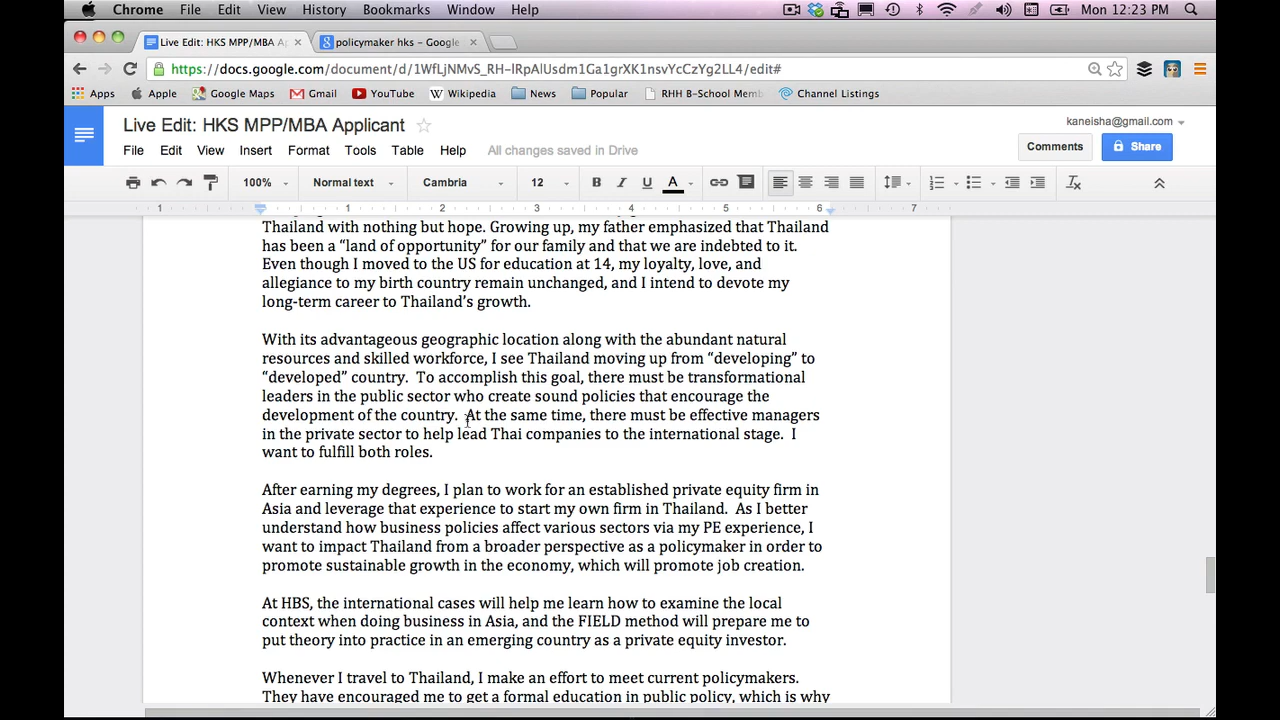 Chrome File Edit View History Bookmarks Window Help Mon 12:23 PM
Live Edit: HKS MPP/MBA Ap × policymaker hks – Google ×
https://docs.google.com/document/d/1WfLjNMvS_RH-lRpAlUsdm1Ga1grXK1nsvYcCzYg2LL4/edit#
Apps Apple Google Maps Gmail YouTube Wikipedia News Popular RHH B-School Memb Channel Listings
Live Edit: HKS MPP/MBA Applicant
kaneisha@gmail.com
File Edit View Insert Format Tools Table Help All changes saved in Drive
Comments Share
100% Normal text Cambria 12 B I U A
1 1 2 3 4 5 6 7
Thailand with nothing but hope. Growing up, my father emphasized that Thailand
has been a “land of opportunity” for our family and that we are indebted to it.
Even though I moved to the US for education at 14, my loyalty, love, and
allegiance to my birth country remain unchanged, and I intend to devote my
long-term career to Thailand’s growth.
With its advantageous geographic location along with the abundant natural
resources and skilled workforce, I see Thailand moving up from “developing” to
“developed” country.  To accomplish this goal, there must be transformational
leaders in the public sector who create sound policies that encourage the
development of the country.  At the same time, there must be effective managers
in the private sector to help lead Thai companies to the international stage.  I
want to fulfill both roles.
After earning my degrees, I plan to work for an established private equity firm in
Asia and leverage that experience to start my own firm in Thailand.  As I better
understand how business policies affect various sectors via my PE experience, I
want to impact Thailand from a broader perspective as a policymaker in order to
promote sustainable growth in the economy, which will promote job creation.
At HBS, the international cases will help me learn how to examine the local
context when doing business in Asia, and the FIELD method will prepare me to
put theory into practice in an emerging country as a private equity investor.
Whenever I travel to Thailand, I make an effort to meet current policymakers.
They have encouraged me to get a formal education in public policy, which is why